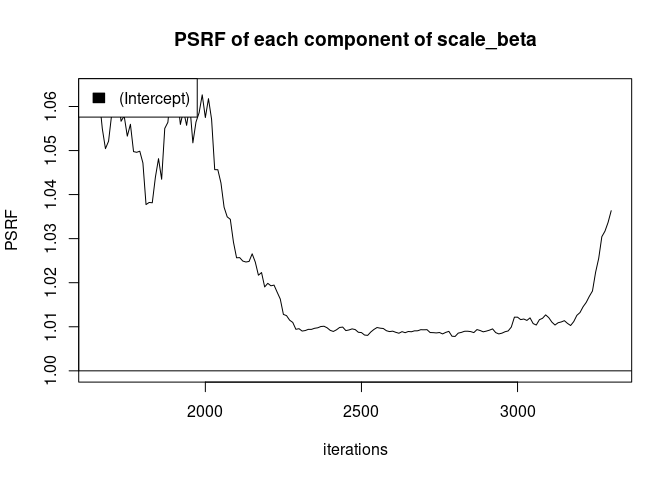 PSRF of each component of scale_beta
(Intercept)
PSRF
1.06
1.05
1.04
1.03
1.02
1.01
1.00
2000
2500
3000
iterations